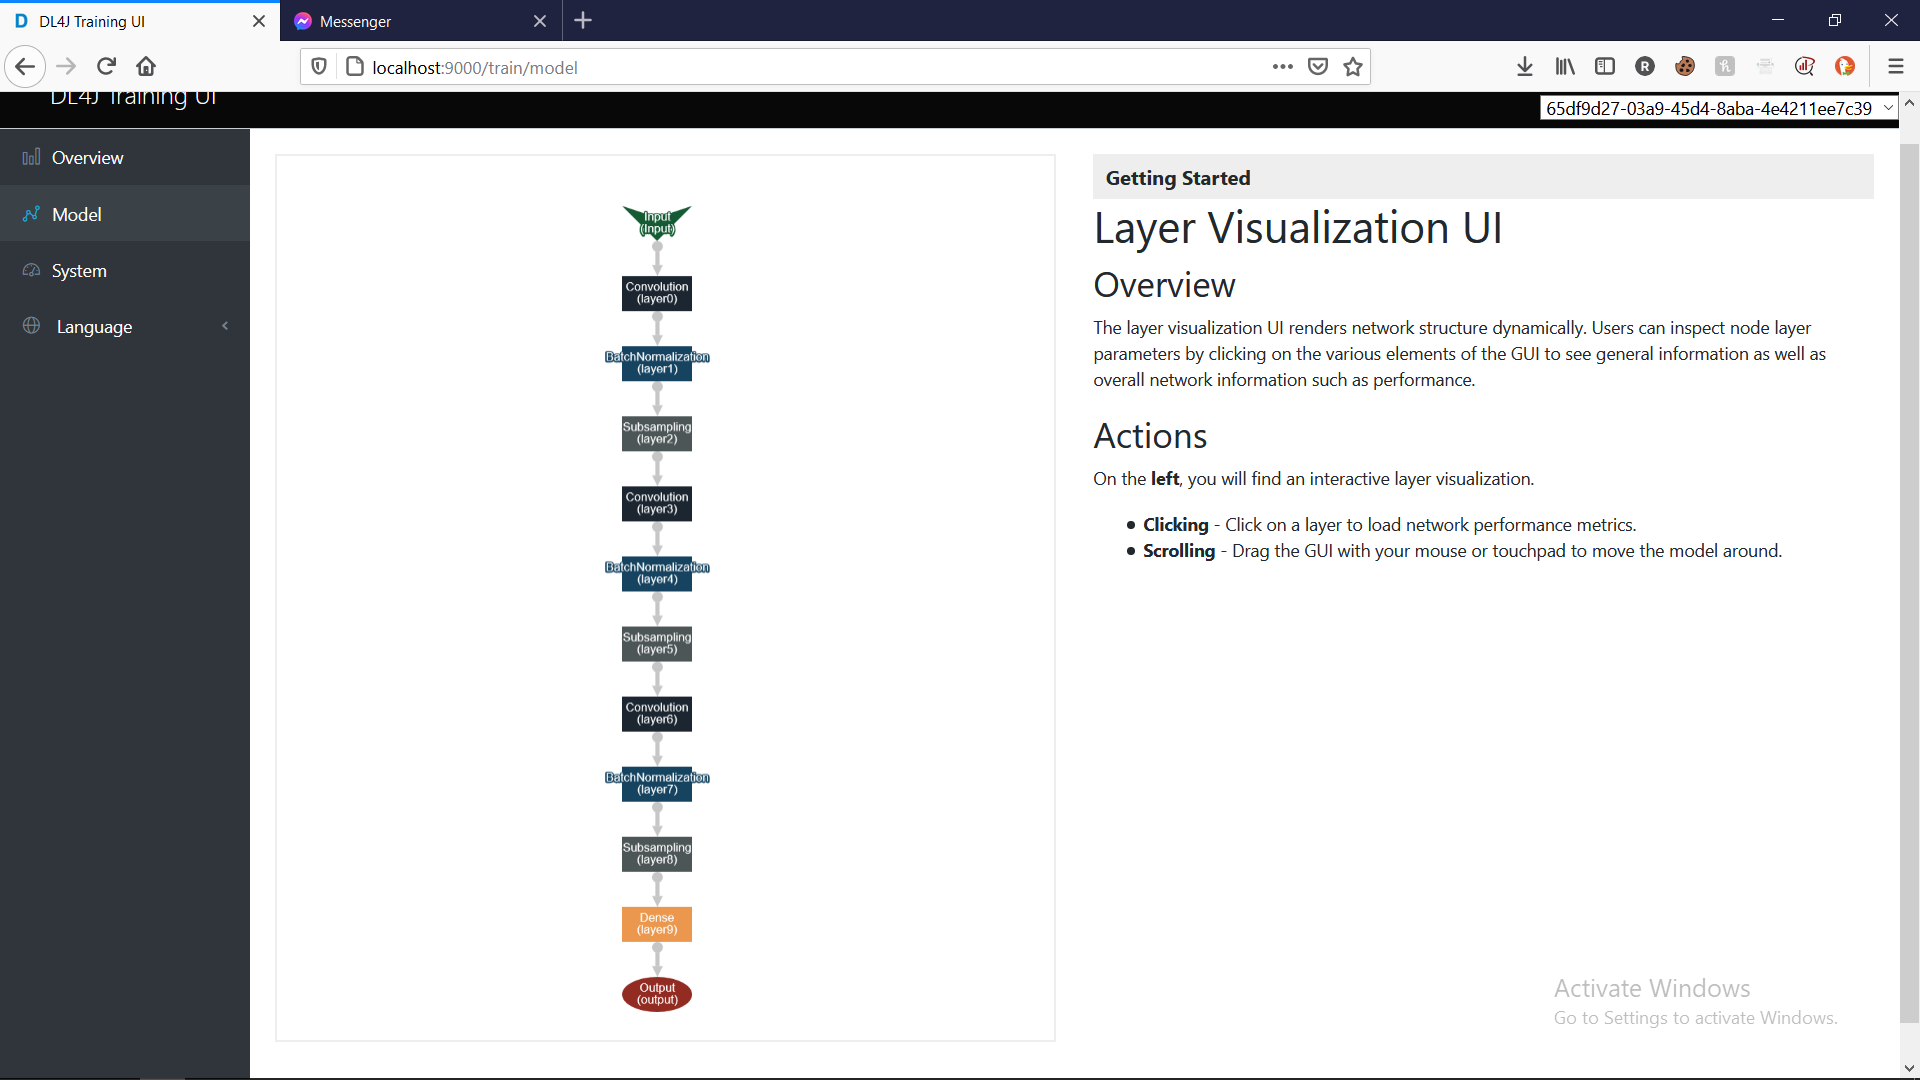 DL4J Training UI
Messenger
localhost:9000/train/model
DL4J Training UI
65df9d27-03a9-45d4-8aba-4e4211ee7c39
Overview
Model
System
Language
Input
(Input)
Convolution
(layer0)
BatchNormalization
(layer1)
Subsampling
(layer2)
Convolution
(layer3)
BatchNormalization
(layer4)
Subsampling
(layer5)
Convolution
(layer6)
BatchNormalization
(layer7)
Subsampling
(layer8)
Dense
(layer9)
Output
(output)
Getting Started
Layer Visualization UI
Overview
The layer visualization UI renders network structure dynamically. Users can inspect node layer
parameters by clicking on the various elements of the GUI to see general information as well as
overall network information such as performance.
Actions
On the left, you will find an interactive layer visualization.
Clicking - Click on a layer to load network performance metrics.
Scrolling - Drag the GUI with your mouse or touchpad to move the model around.
Activate Windows
Go to Settings to activate Windows.